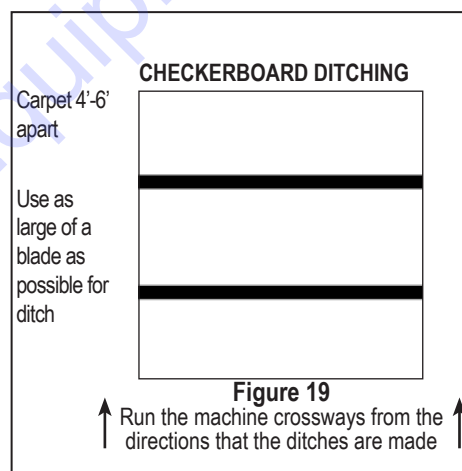 CHECKERBOARD DITCHING
Carpet 4’-6’
apart
Use as
large of a
blade as
possible for
ditch
Figure 19
Run the machine crossways from the
directions that the ditches are made